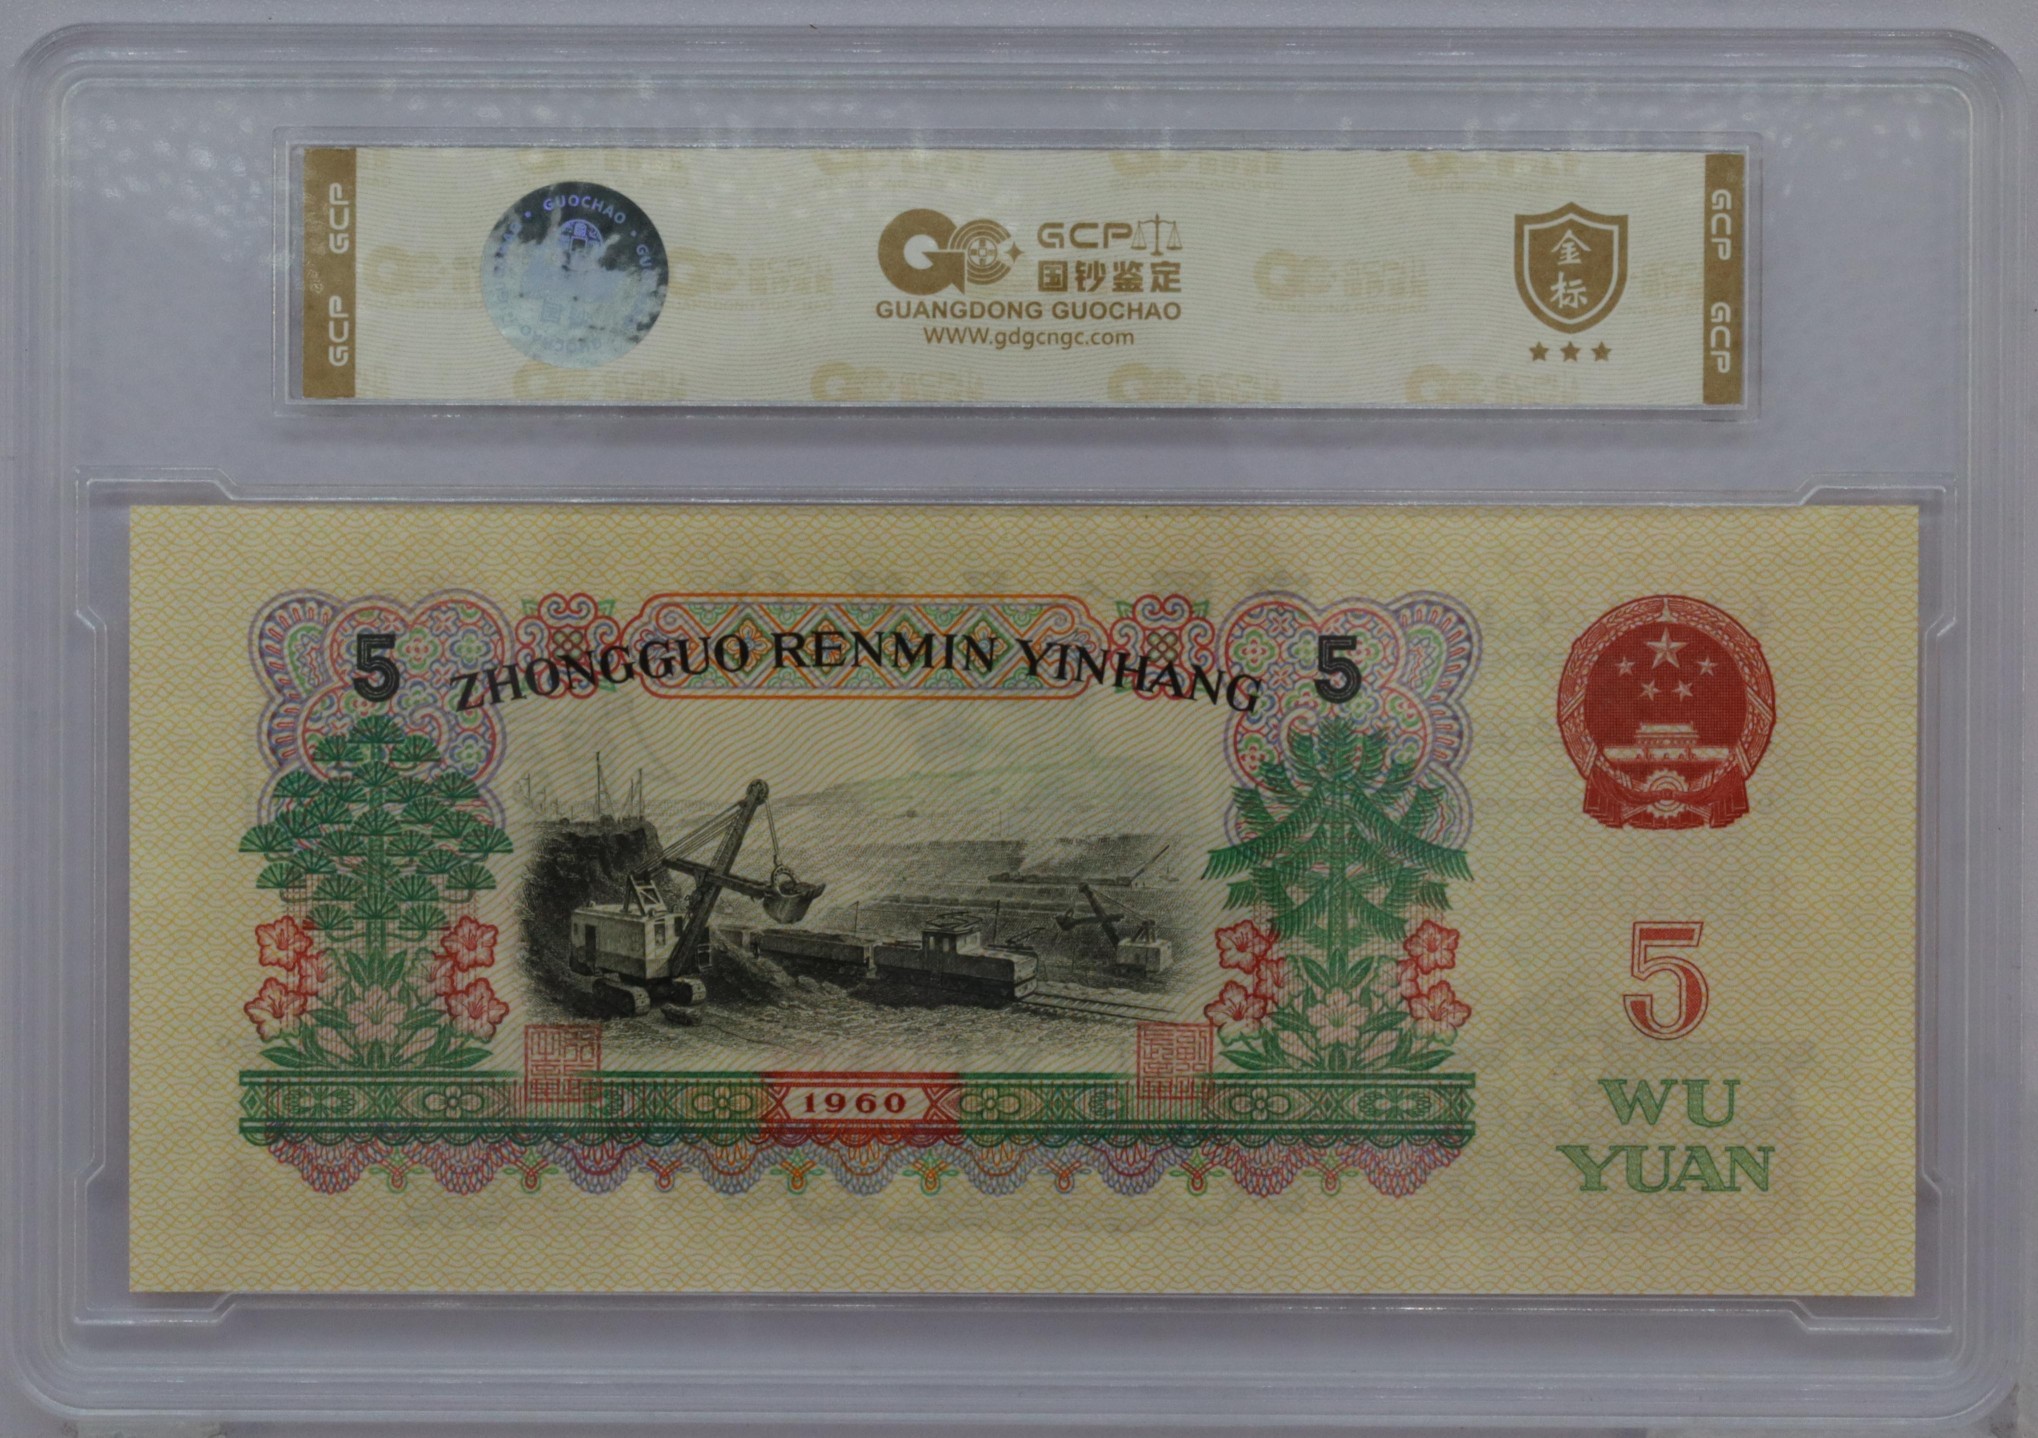 GCP GCP
GUOCHAO
GCP
国钞鉴定
GUANGDONG GUOCHAO
WWW.gdgcngc.com
金标
GCP GCP
5 ZHONGGUO RENMIN YINHANG 5
5
WU
YUAN
1960